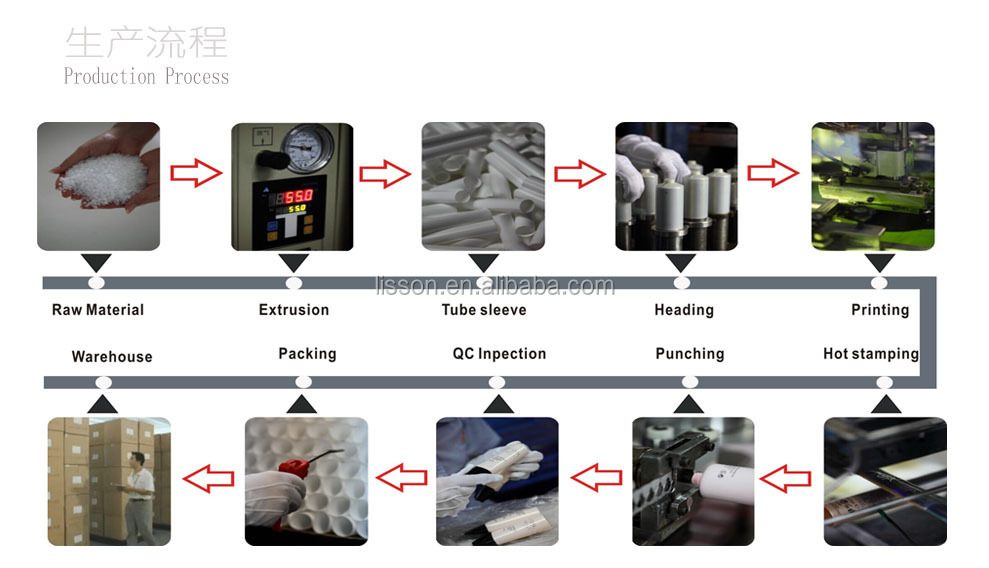 生产流程
Production Process
55.0
55.0
lisson.en.alibaba.com
Raw Material
Extrusion
Tube sleeve
Heading
Printing
Warehouse
Packing
QC Inpection
Punching
Hot stamping